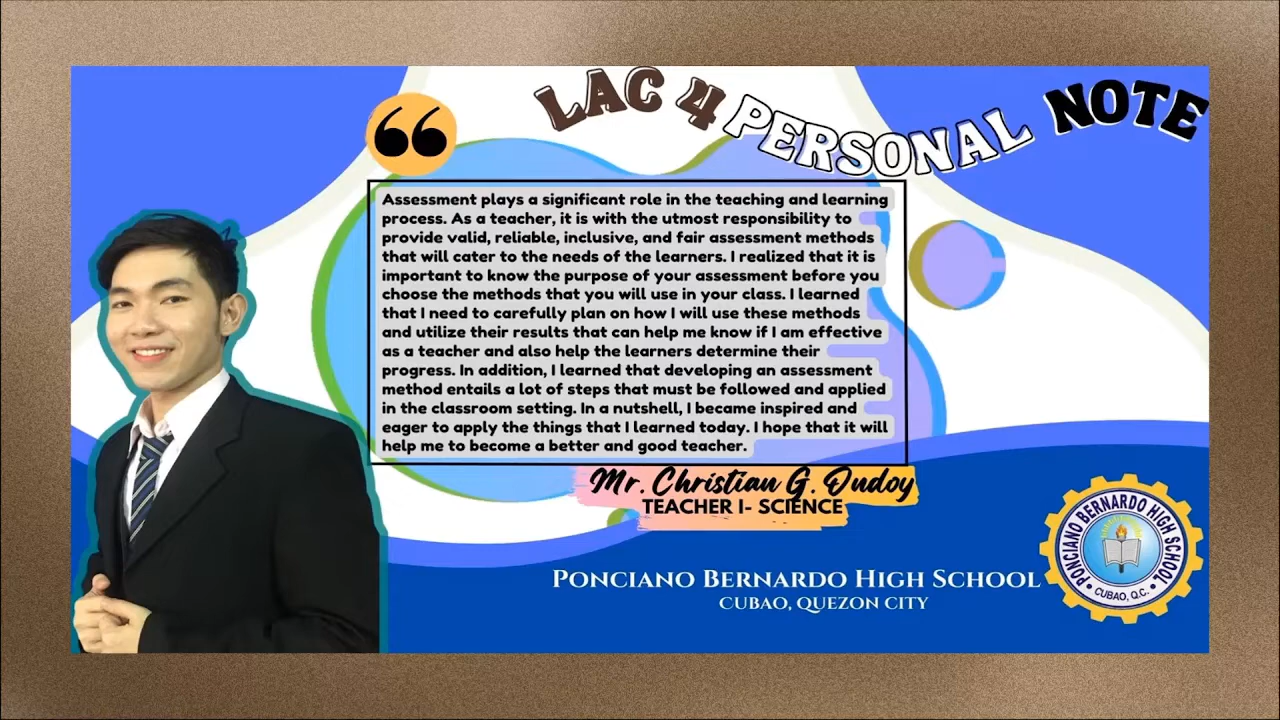 LAC 4 PERSONAL NOTE
Assessment plays a significant role in the teaching and learning
process. As a teacher, it is with the utmost responsibility to
provide valid, reliable, inclusive, and fair assessment methods
that will cater to the needs of the learners. I realized that it is
important to know the purpose of your assessment before you
choose the methods that you will use in your class. I learned
that I need to carefully plan on how I will use these methods
and utilize their results that can help me know if I am effective
as a teacher and also help the learners determine their
progress. In addition, I learned that developing an assessment
method entails a lot of steps that must be followed and applied
in the classroom setting. In a nutshell, I became inspired and
eager to apply the things that I learned today. I hope that it will
help me to become a better and good teacher.
Mr. Christian G. Oudoy
TEACHER I- SCIENCE
PONCIANO BERNARDO HIGH SCHOOL
CUBAO, QUEZON CITY
PONCIANO BERNARDO HIGH SCHOOL
• CUBAO, Q.C. •